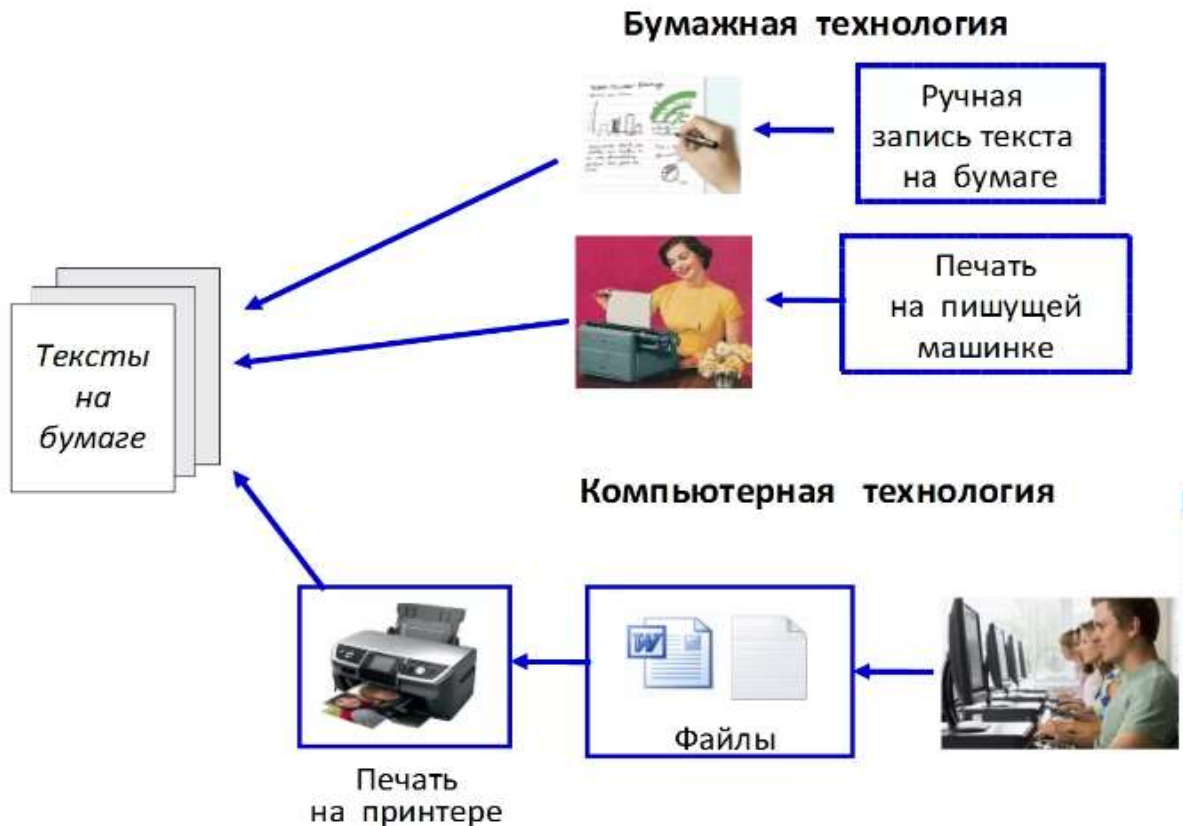 Бумажная технология
Ручная
запись текста
на бумаге
Печать
на пишущей
машинке
Тексты
на
бумаге
Компьютерная технология
W
Файлы
Печать
на принтере